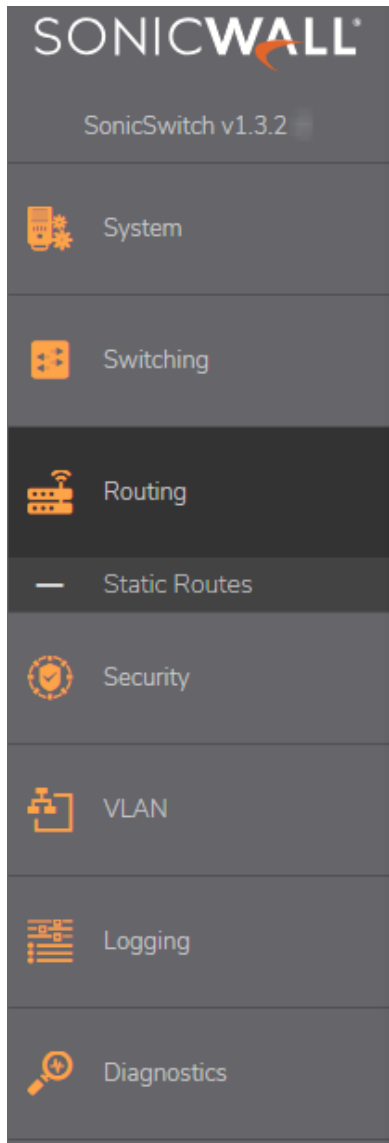 SONICWALL®
SonicSwitch v1.3.2
System
Switching
Routing
Static Routes
Security
VLAN
Logging
Diagnostics